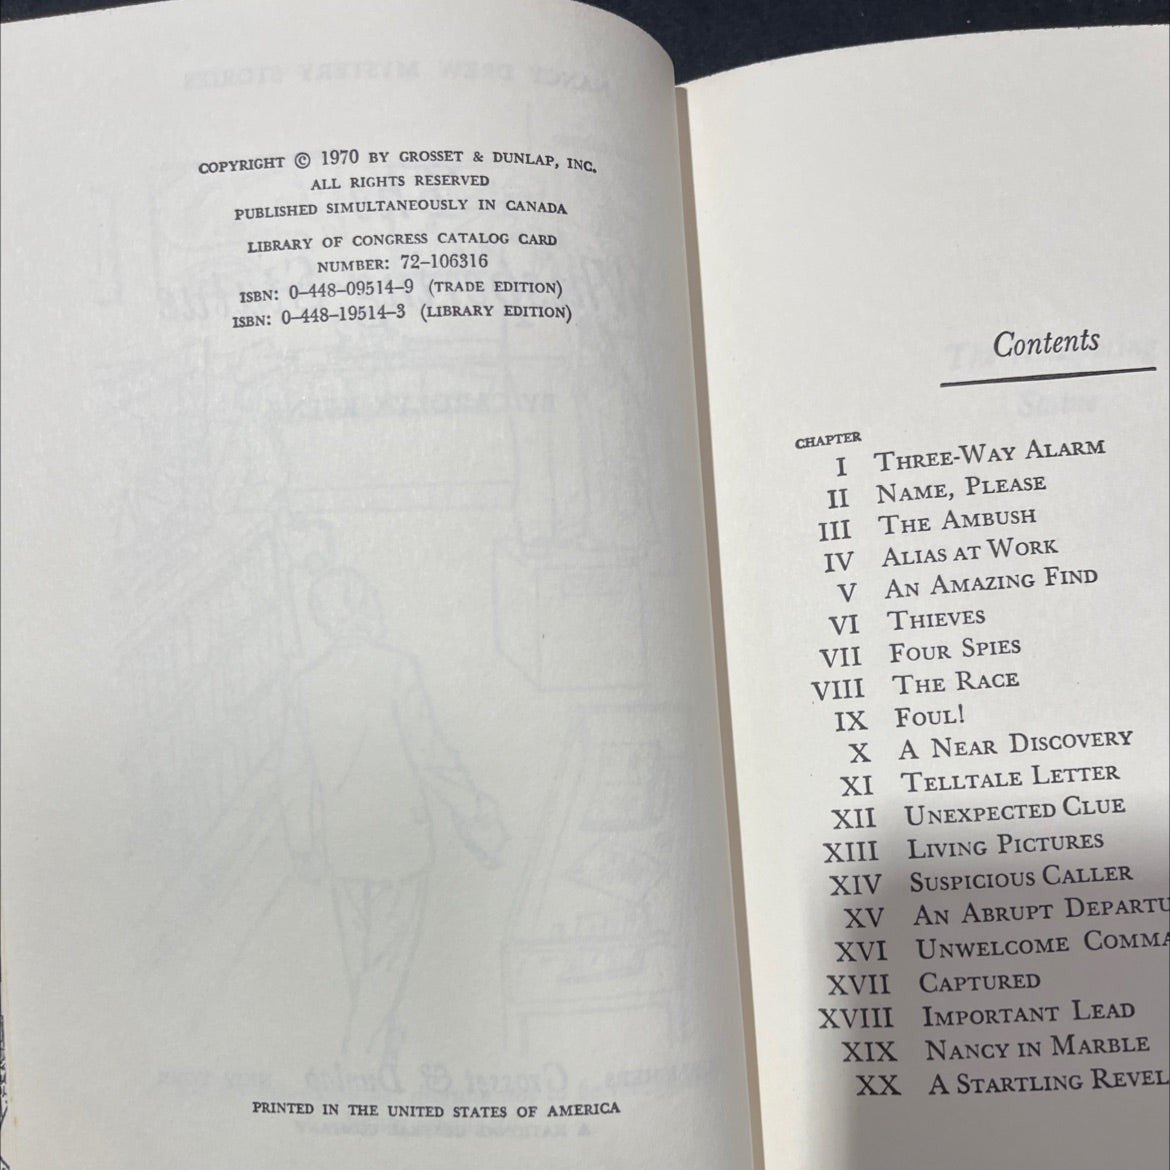 COPYRIGHT © 1970 BY GROSSET & DUNLAP, INC.
ALL RIGHTS RESERVED
PUBLISHED SIMULTANEOUSLY IN CANADA
LIBRARY OF CONGRESS CATALOG CARD
NUMBER: 72–106316
ISBN: 0–448–09514–9 (TRADE EDITION)
ISBN: 0–448–19514–3 (LIBRARY EDITION)
PRINTED IN THE UNITED STATES OF AMERICA
Contents
CHAPTER
I THREE-WAY ALARM
II NAME, PLEASE
III THE AMBUSH
IV ALIAS AT WORK
V AN AMAZING FIND
VI THIEVES
VII FOUR SPIES
VIII THE RACE
IX FOUL!
X A NEAR DISCOVERY
XI TELLTALE LETTER
XII UNEXPECTED CLUE
XIII LIVING PICTURES
XIV SUSPICIOUS CALLER
XV AN ABRUPT DEPARTU
XVI UNWELCOME COMMA
XVII CAPTURED
XVIII IMPORTANT LEAD
XIX NANCY IN MARBLE
XX A STARTLING REVEL